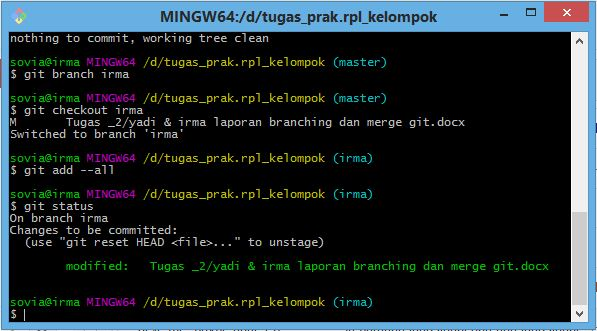 MINGW64:/d/tugas_prak.rpl_kelompok
nothing to commit, working tree clean
sovia@irma MINGW64 /d/tugas_prak.rpl_kelompok (master)
$ git branch irma
sovia@irma MINGW64 /d/tugas_prak.rpl_kelompok (master)
$ git checkout irma
M       Tugas _2/yadi & irma laporan branching dan merge git.docx
Switched to branch 'irma'
sovia@irma MINGW64 /d/tugas_prak.rpl_kelompok (irma)
$ git add --all
sovia@irma MINGW64 /d/tugas_prak.rpl_kelompok (irma)
$ git status
On branch irma
Changes to be committed:
  (use "git reset HEAD <file>..." to unstage)
        modified:   Tugas _2/yadi & irma laporan branching dan merge git.docx
sovia@irma MINGW64 /d/tugas_prak.rpl_kelompok (irma)
$